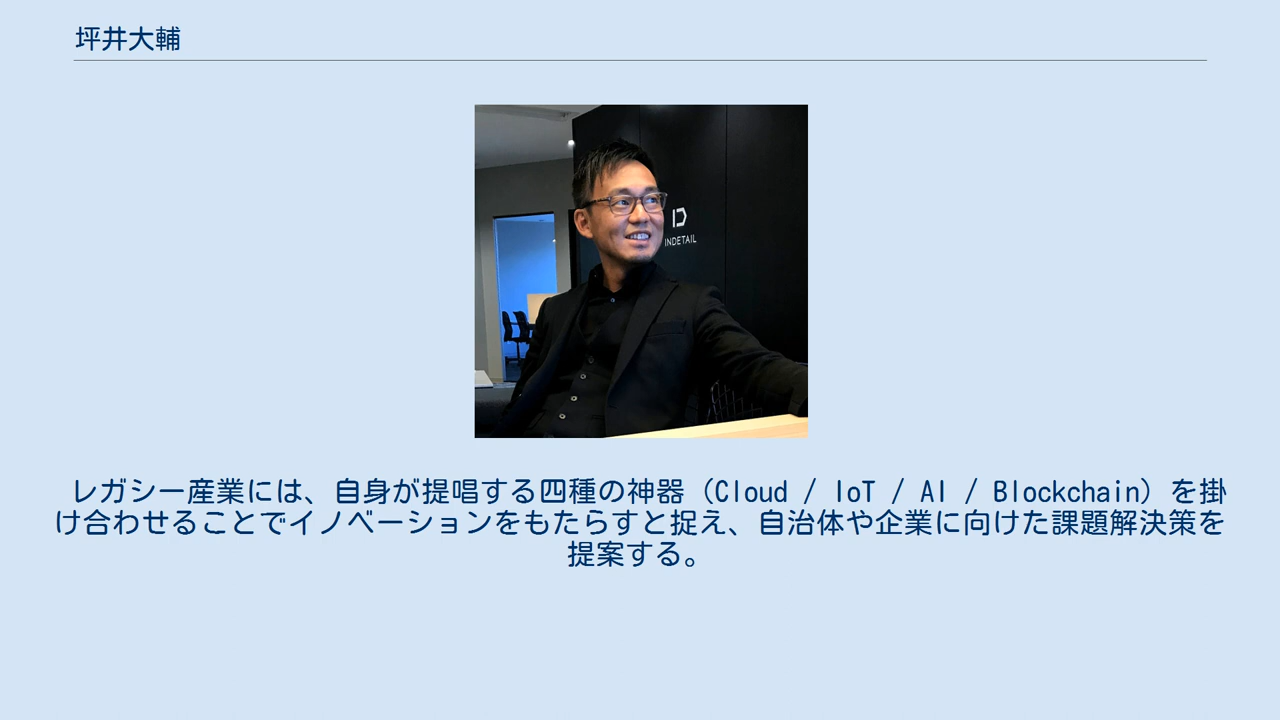 坪井大輔
INDETAIL
レガシー産業には、自身が提唱する四種の神器（Cloud / IoT / AI / Blockchain）を掛
け合わせることでイノベーションをもたらすと捉え、自治体や企業に向けた課題解決策を
提案する。